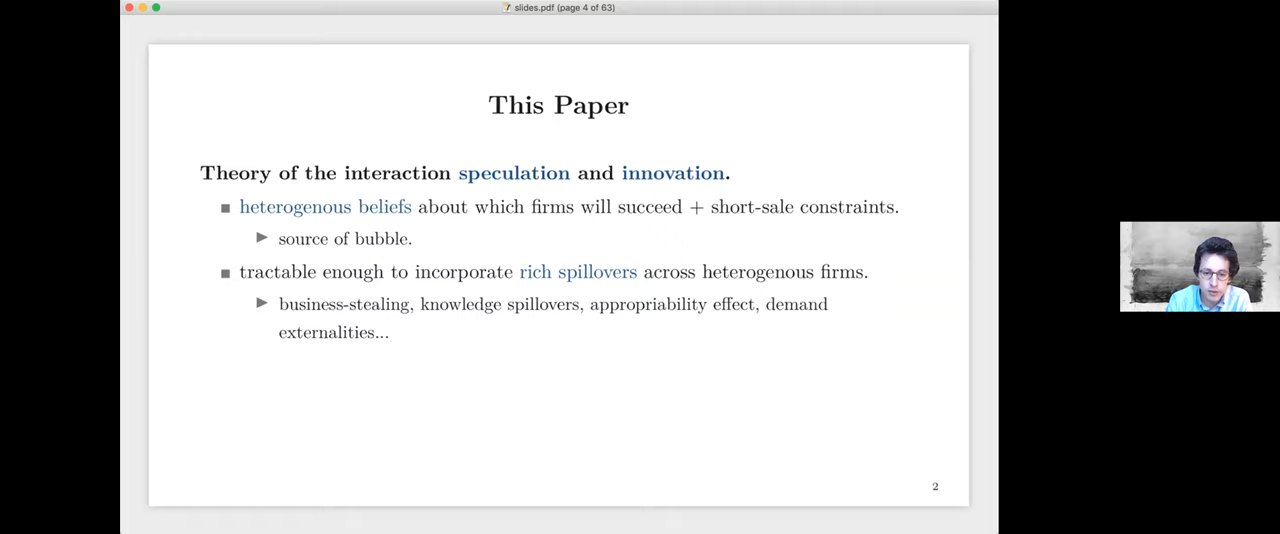 slides.pdf (page 4 of 63)
This Paper
Theory of the interaction speculation and innovation.
■ heterogenous beliefs about which firms will succeed + short-sale constraints.
▶ source of bubble.
■ tractable enough to incorporate rich spillovers across heterogenous firms.
▶ business-stealing, knowledge spillovers, appropriability effect, demand
externalities...
2